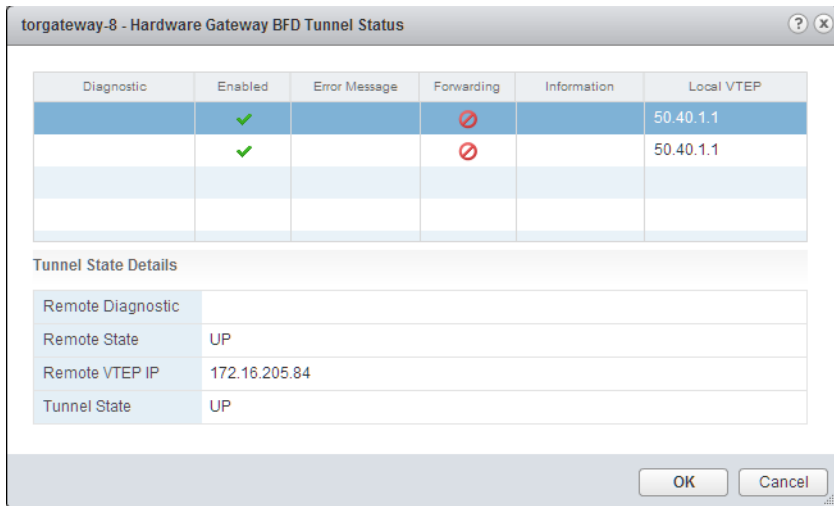 torgateway-8 - Hardware Gateway BFD Tunnel Status
Diagnostic Enabled Error Message Forwarding Information Local VTEP
50.40.1.1
50.40.1.1
Tunnel State Details
Remote Diagnostic
Remote State UP
Remote VTEP IP 172.16.205.84
Tunnel State UP
OK Cancel